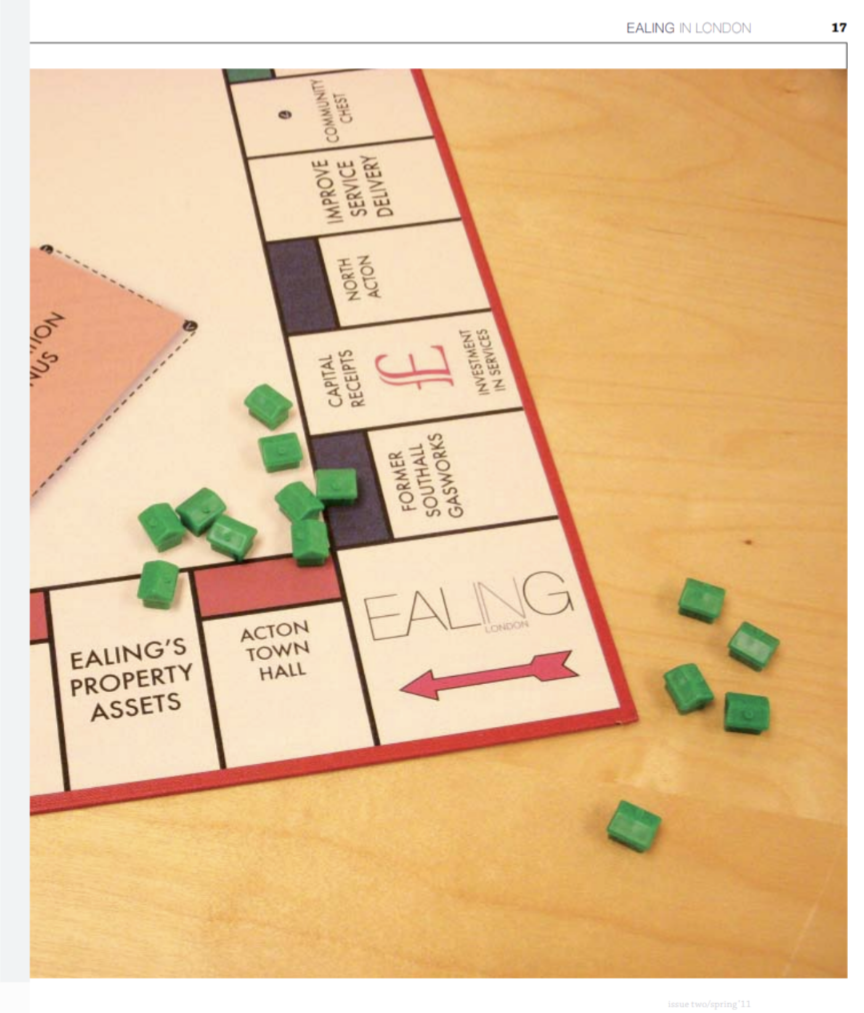 EALING IN LONDON
17
COMMUNITY
CHEST
IMPROVE
SERVICE
DELIVERY
NORTH
ACTON
CAPITAL
RECEIPTS
£
INVESTMENT
IN SERVICES
FORMER
SOUTHALL
GASWORKS
EALING
LONDON
ACTON
TOWN
HALL
EALING'S
PROPERTY
ASSETS
issue two/spring '11